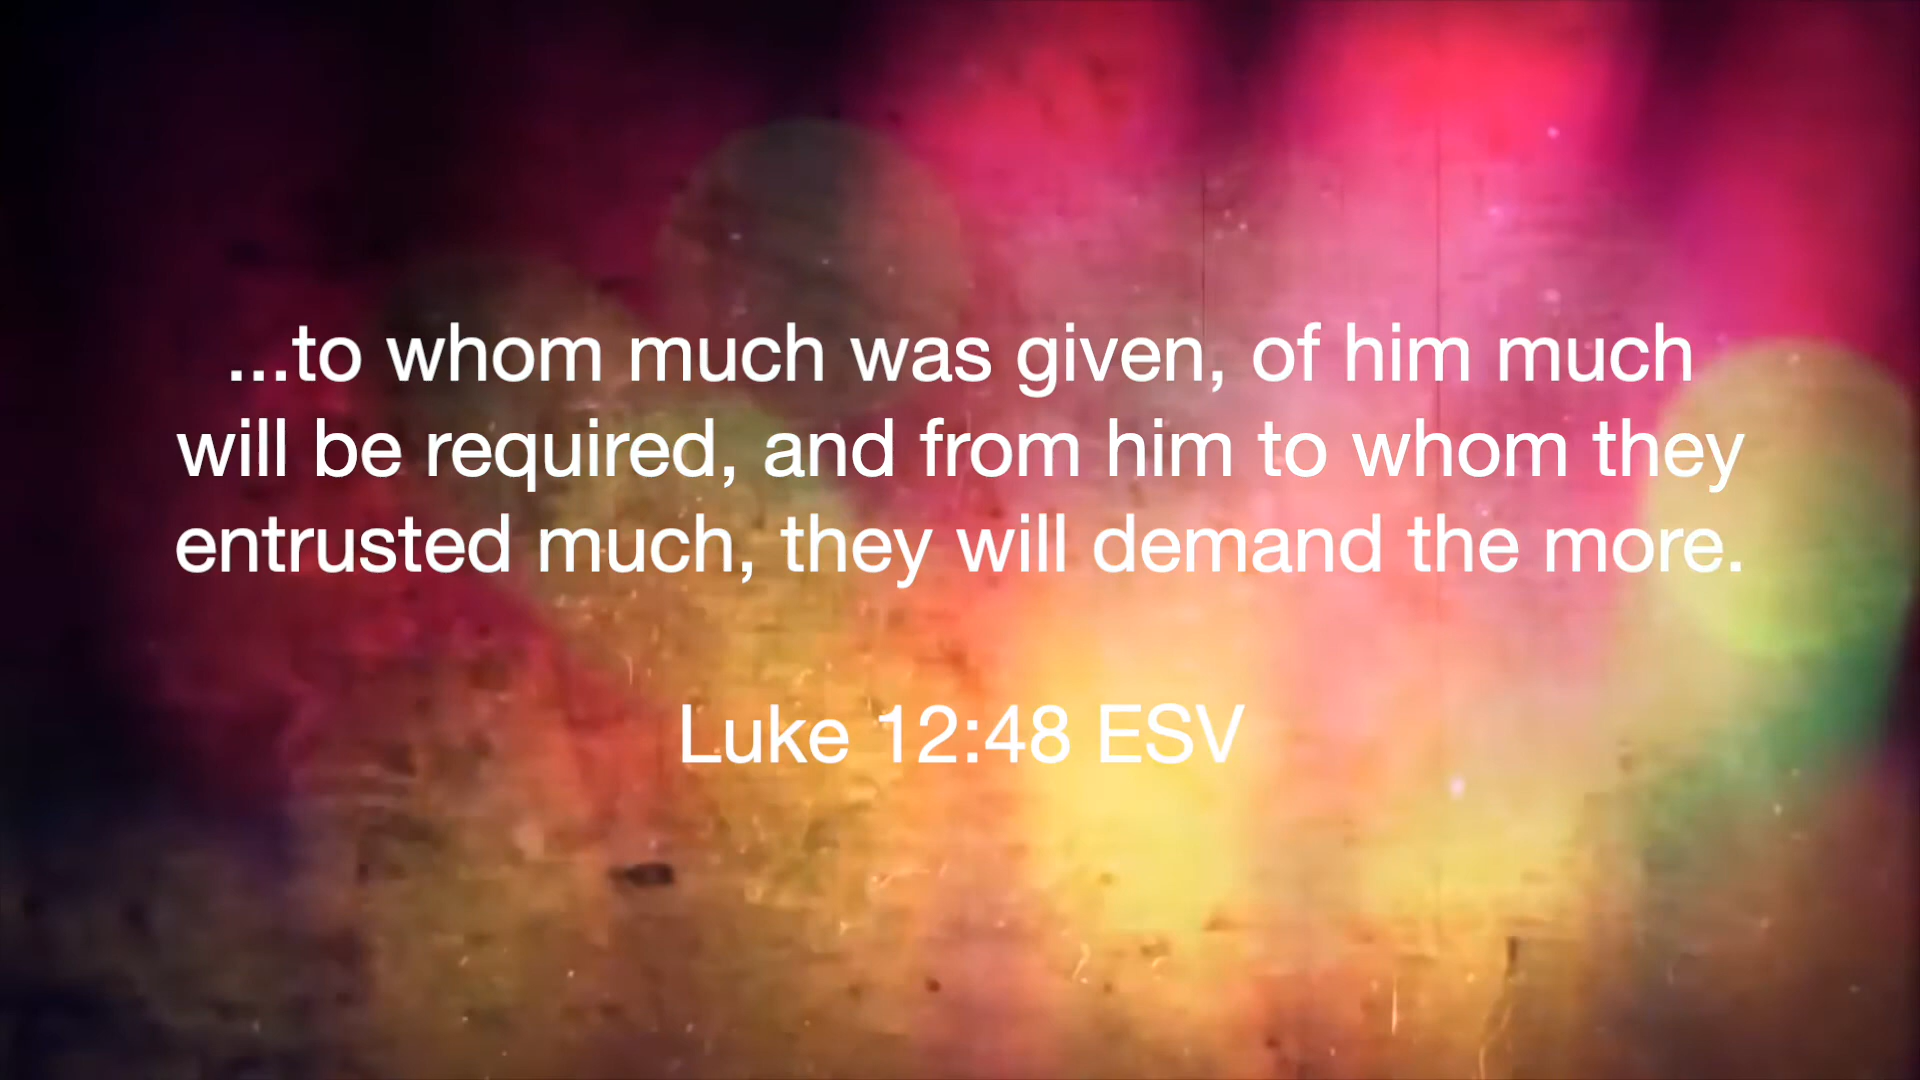 ...to whom much was given, of him much
will be required, and from him to whom they
entrusted much, they will demand the more.
Luke 12:48 ESV